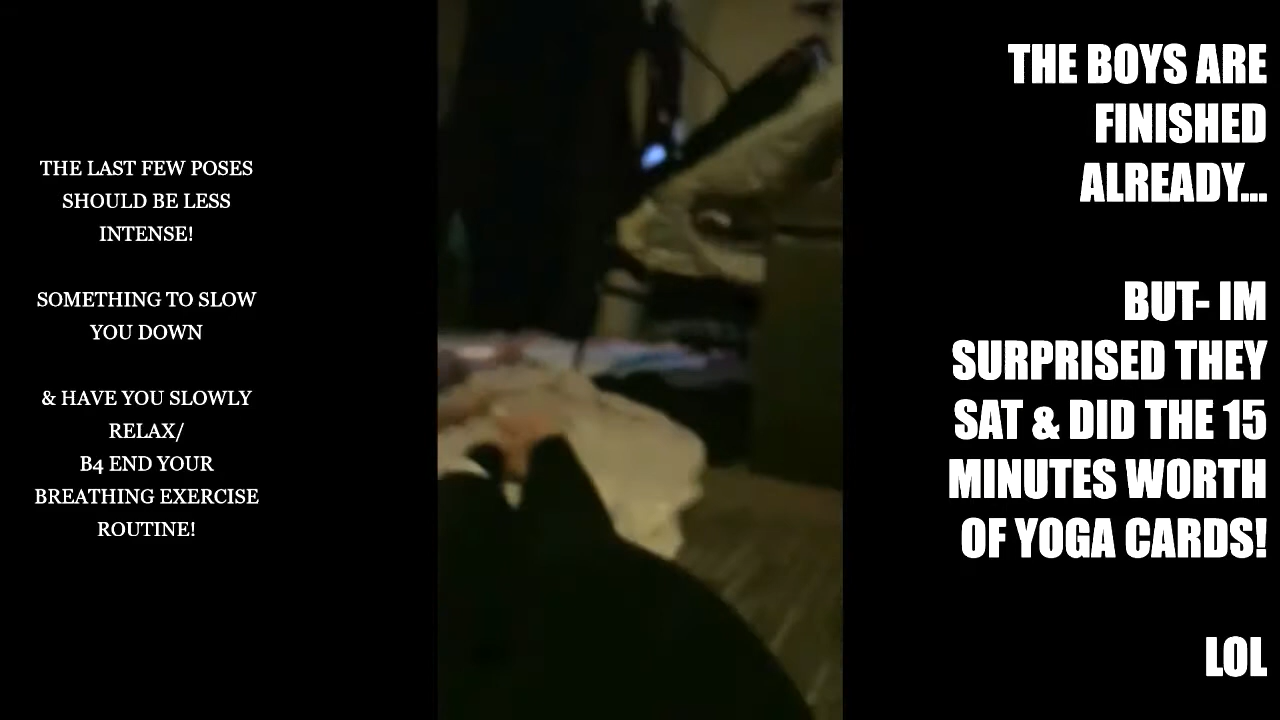 THE LAST FEW POSES
SHOULD BE LESS
INTENSE!
SOMETHING TO SLOW
YOU DOWN
& HAVE YOU SLOWLY
RELAX/
B4 END YOUR
BREATHING EXERCISE
ROUTINE!
THE BOYS ARE
FINISHED
ALREADY...
BUT- IM
SURPRISED THEY
SAT & DID THE 15
MINUTES WORTH
OF YOGA CARDS!
LOL